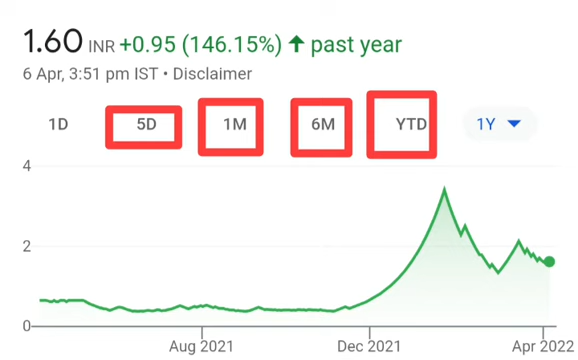 1.60 INR +0.95 (146.15%) ↑ past year
6 Apr, 3:51 pm IST • Disclaimer
1D 5D 1M 6M YTD 1Y
4
2
0
Aug 2021 Dec 2021 Apr 2022